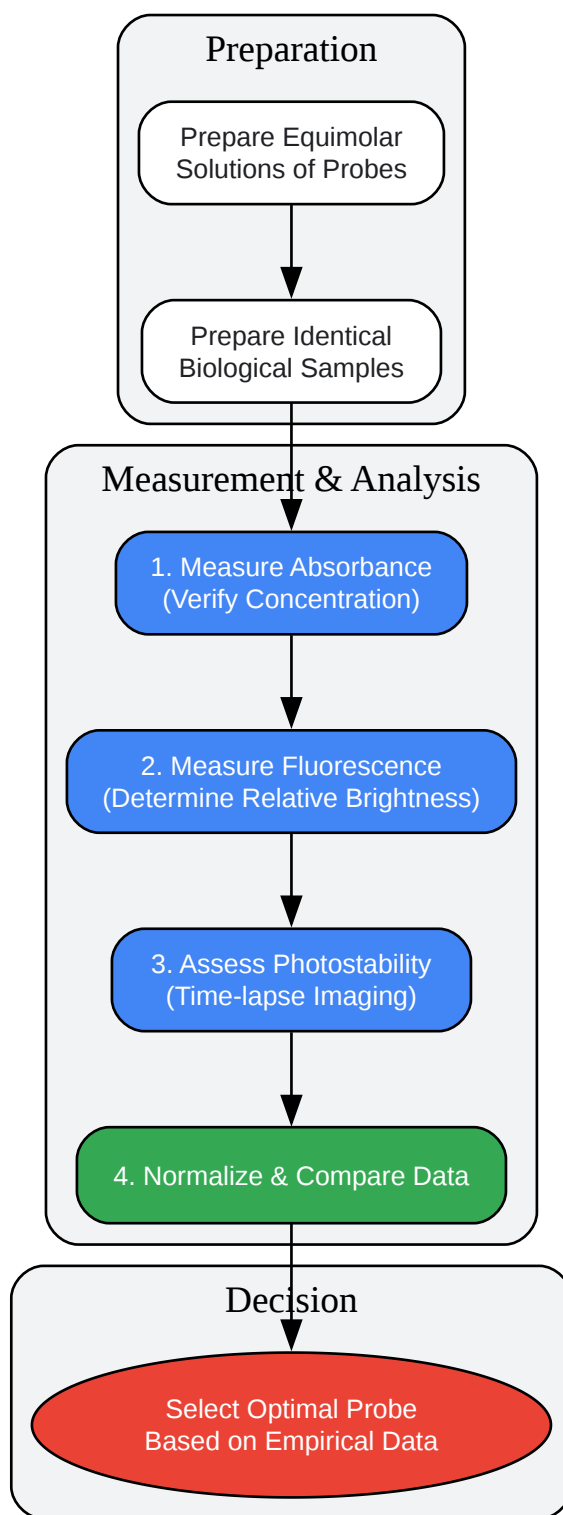 Preparation
Prepare Equimolar
Solutions of Probes
Prepare Identical
Biological Samples
Measurement & Analysis
1. Measure Absorbance
(Verify Concentration)
2. Measure Fluorescence
(Determine Relative Brightness)
3. Assess Photostability
(Time-lapse Imaging)
4. Normalize & Compare Data
Decision
Select Optimal Probe
Based on Empirical Data